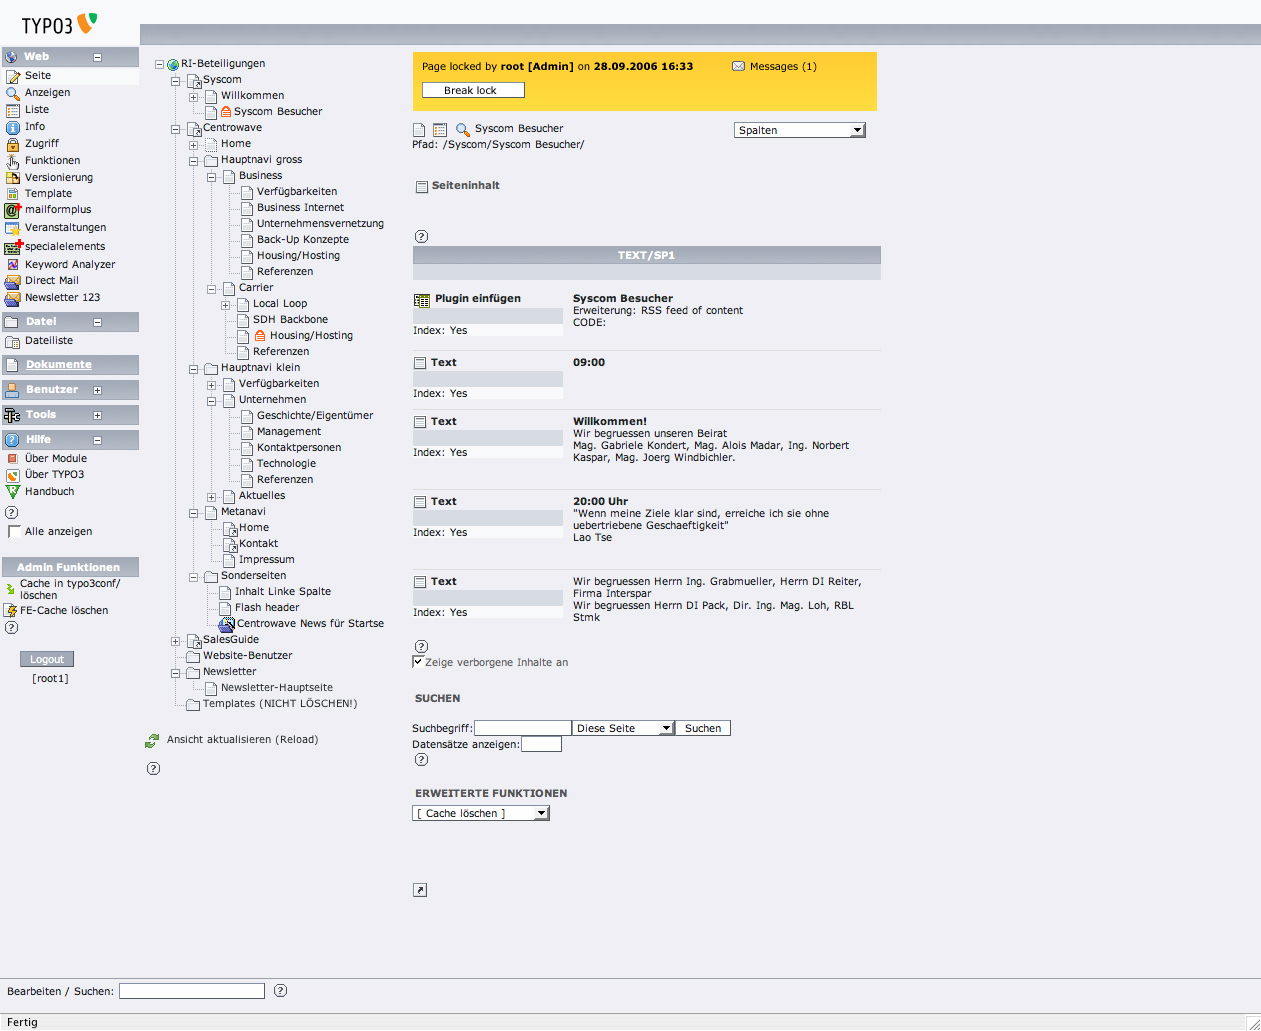 TYPO3
Web
Seite
Anzeigen
Liste
Info
Zugriff
Funktionen
Versionierung
Template
mailformplus
Veranstaltungen
specialelements
Keyword Analyzer
Direct Mail
Newsletter 123
Datei
Dateiliste
Dokumente
Benutzer
Tools
Hilfe
Über Module
Über TYPO3
Handbuch
Alle anzeigen
Admin Funktionen
Cache in typo3conf/
löschen
FE-Cache löschen
Logout
[root1]
RI-Beteiligungen
Syscom
Willkommen
Syscom Besucher
Centrowave
Home
Hauptnavi gross
Business
Verfügbarkeiten
Business Internet
Unternehmensvernetzung
Back-Up Konzepte
Housing/Hosting
Referenzen
Carrier
Local Loop
SDH Backbone
Housing/Hosting
Referenzen
Hauptnavi klein
Verfügbarkeiten
Unternehmen
Geschichte/Eigentümer
Management
Kontaktpersonen
Technologie
Referenzen
Aktuelles
Metanavi
Home
Kontakt
Impressum
Sonderseiten
Inhalt Linke Spalte
Flash header
Centrowave News für Startse
SalesGuide
Website-Benutzer
Newsletter
Newsletter-Hauptseite
Templates (NICHT LÖSCHEN!)
Ansicht aktualisieren (Reload)
Page locked by root [Admin] on 28.09.2006 16:33
Messages (1)
Break lock
Syscom Besucher
Spalten
Pfad: /Syscom/Syscom Besucher/
Seiteninhalt
TEXT/SP1
Plugin einfügen
Index: Yes
Syscom Besucher
Erweiterung: RSS feed of content
CODE:
Text
Index: Yes
09:00
Text
Index: Yes
Willkommen!
Wir begruessen unseren Beirat
Mag. Gabriele Kondert, Mag. Alois Madar, Ing. Norbert
Kaspar, Mag. Joerg Windbichler.
Text
Index: Yes
20:00 Uhr
"Wenn meine Ziele klar sind, erreiche ich sie ohne
uebertriebene Geschaeftigkeit"
Lao Tse
Text
Index: Yes
Wir begruessen Herrn Ing. Grabmueller, Herrn DI Reiter,
Firma Interspar
Wir begruessen Herrn DI Pack, Dir. Ing. Mag. Loh, RBL
Stmk
Zeige verborgene Inhalte an
SUCHEN
Suchbegriff: Diese Seite Suchen
Datensätze anzeigen:
ERWEITERTE FUNKTIONEN
[ Cache löschen ]
Bearbeiten / Suchen:
Fertig